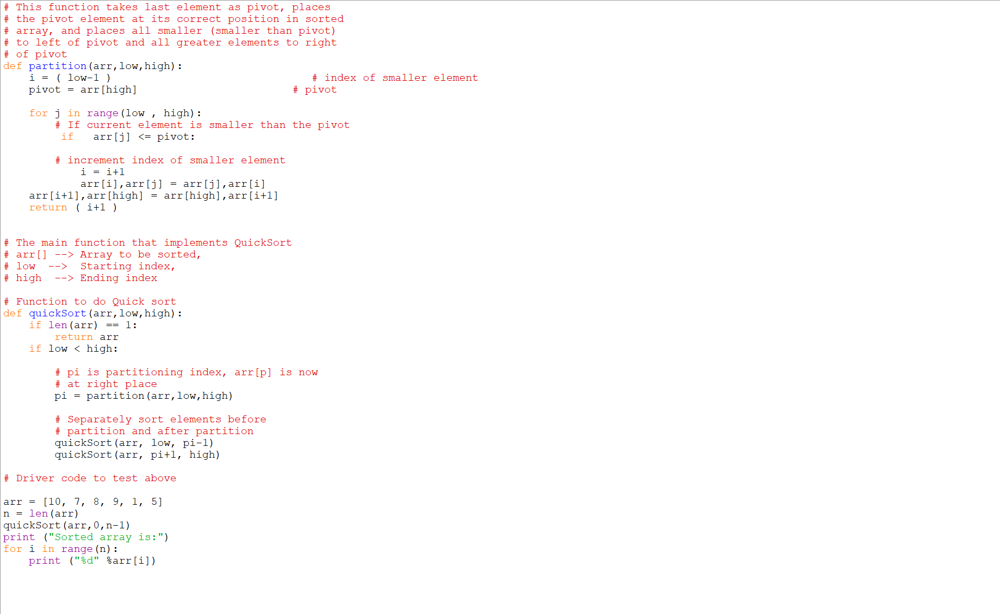 # This function takes last element as pivot, places
# the pivot element at its correct position in sorted
# array, and places all smaller (smaller than pivot)
# to left of pivot and all greater elements to right
# of pivot
def partition(arr,low,high):
    i = ( low-1 )                                # index of smaller element
    pivot = arr[high]                         # pivot

    for j in range(low , high):
        # If current element is smaller than the pivot
         if   arr[j] <= pivot:

        # increment index of smaller element
            i = i+1
            arr[i],arr[j] = arr[j],arr[i]
    arr[i+1],arr[high] = arr[high],arr[i+1]
    return ( i+1 )


# The main function that implements QuickSort
# arr[] --> Array to be sorted,
# low  -->  Starting index,
# high  --> Ending index

# Function to do Quick sort
def quickSort(arr,low,high):
    if len(arr) == 1:
        return arr
    if low < high:

        # pi is partitioning index, arr[p] is now
        # at right place
        pi = partition(arr,low,high)

        # Separately sort elements before
        # partition and after partition
        quickSort(arr, low, pi-1)
        quickSort(arr, pi+1, high)

# Driver code to test above

arr = [10, 7, 8, 9, 1, 5]
n = len(arr)
quickSort(arr,0,n-1)
print ("Sorted array is:")
for i in range(n):
    print ("%d" %arr[i])